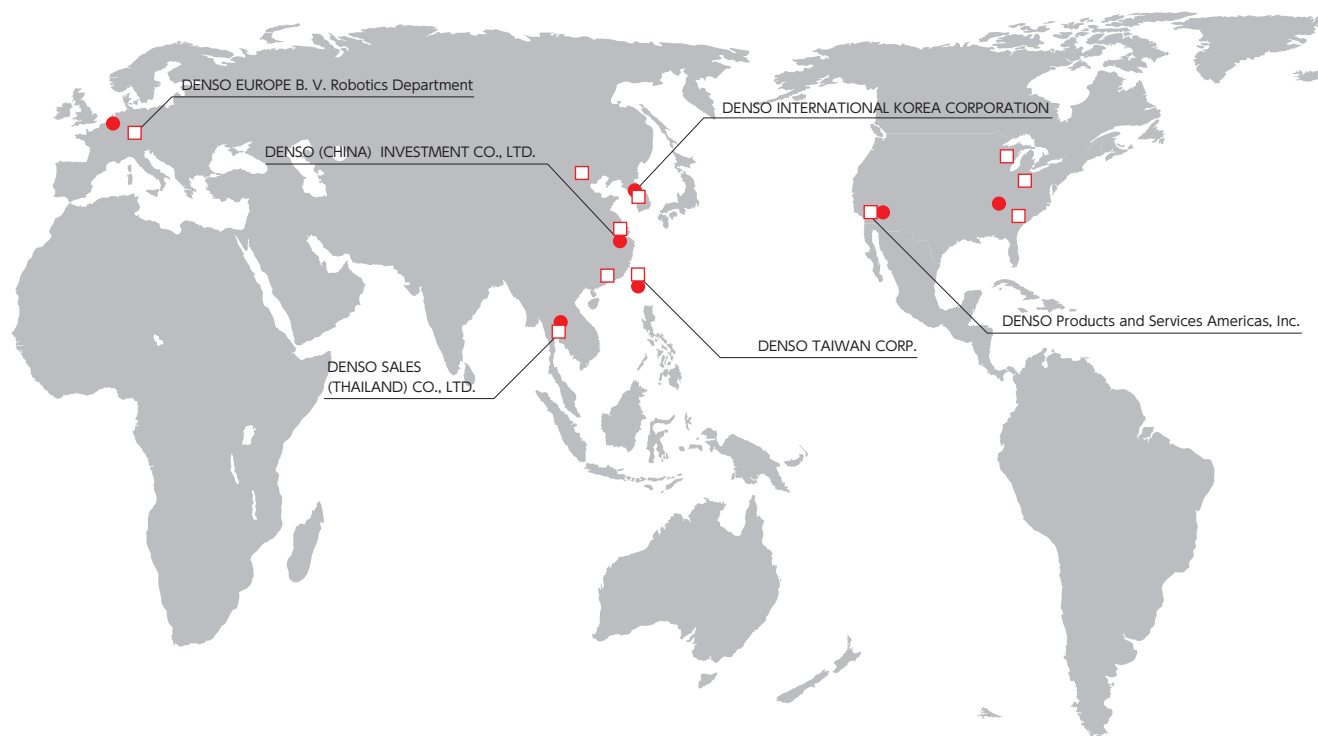 DENSO EUROPE B. V. Robotics Department
DENSO INTERNATIONAL KOREA CORPORATION
DENSO (CHINA) INVESTMENT CO., LTD.
DENSO Products and Services Americas, Inc.
DENSO TAIWAN CORP.
DENSO SALES
(THAILAND) CO., LTD.